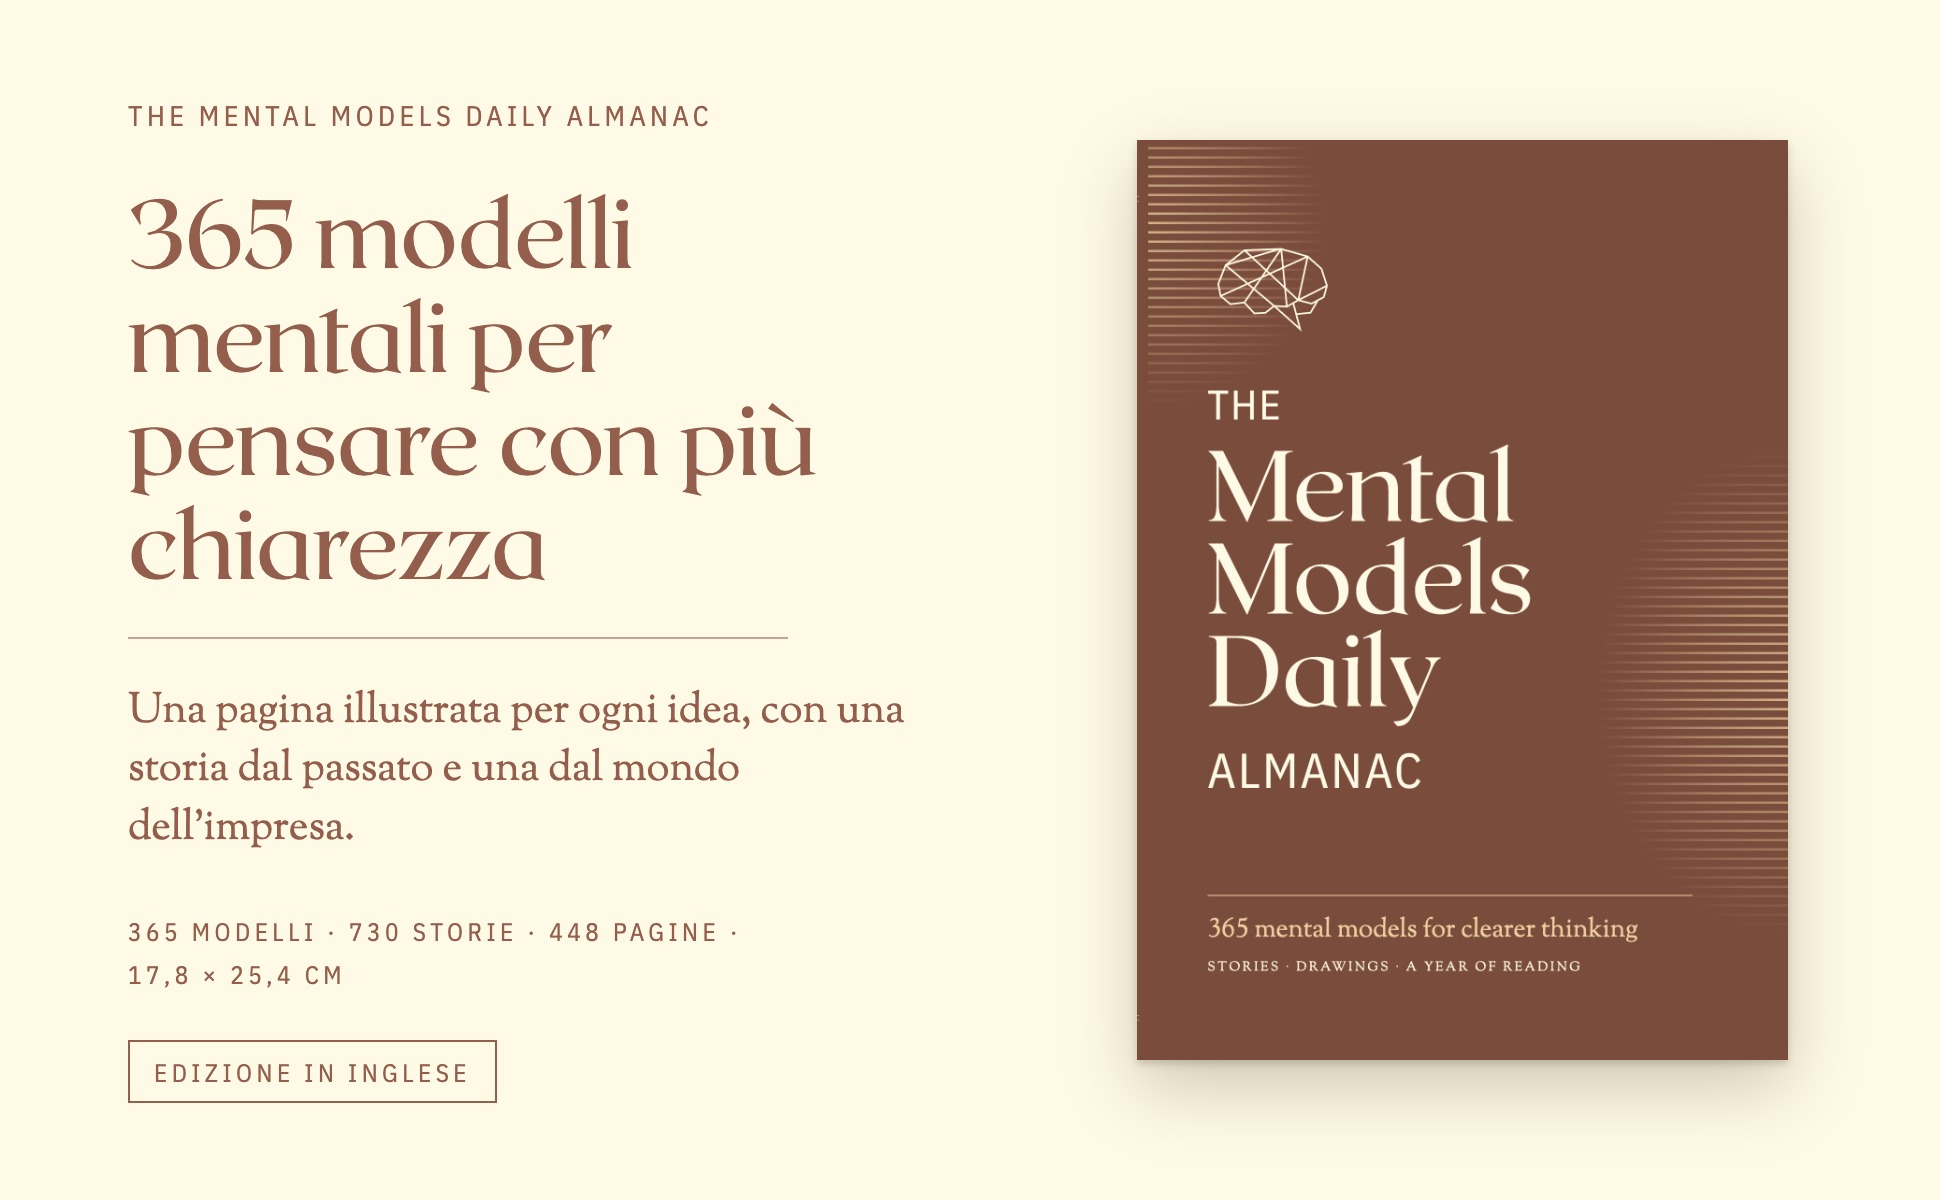 THE MENTAL MODELS DAILY ALMANAC
365 modelli
mentali per
pensare con più
chiarezza
Una pagina illustrata per ogni idea, con una
storia dal passato e una dal mondo
dell’impresa.
365 MODELLI · 730 STORIE · 448 PAGINE ·
17,8 × 25,4 CM
EDIZIONE IN INGLESE
THE
Mental
Models
Daily
ALMANAC
365 mental models for clearer thinking
STORIES · DRAWINGS · A YEAR OF READING